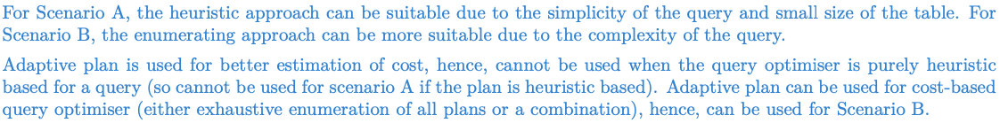 For Scenario A, the heuristic approach can be suitable due to the simplicity of the query and small size of the table. For
Scenario B, the enumerating approach can be more suitable due to the complexity of the query.
Adaptive plan is used for better estimation of cost, hence, cannot be used when the query optimiser is purely heuristic
based for a query (so cannot be used for scenario A if the plan is heuristic based). Adaptive plan can be used for cost-based
query optimiser (either exhaustive enumeration of all plans or a combination), hence, can be used for Scenario B.